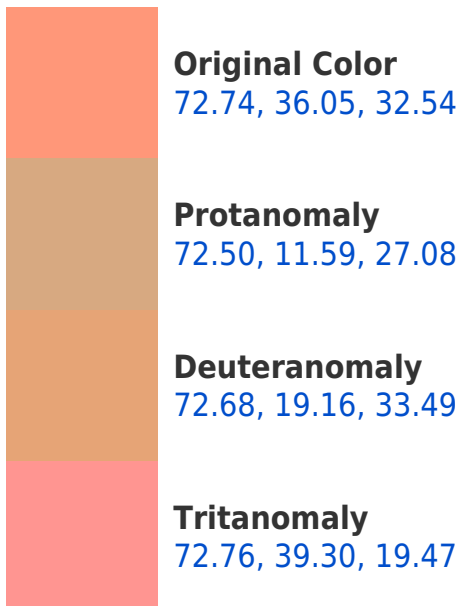 Original Color
72.74, 36.05, 32.54
Protanomaly
72.50, 11.59, 27.08
Deuteranomaly
72.68, 19.16, 33.49
Tritanomaly
72.76, 39.30, 19.47